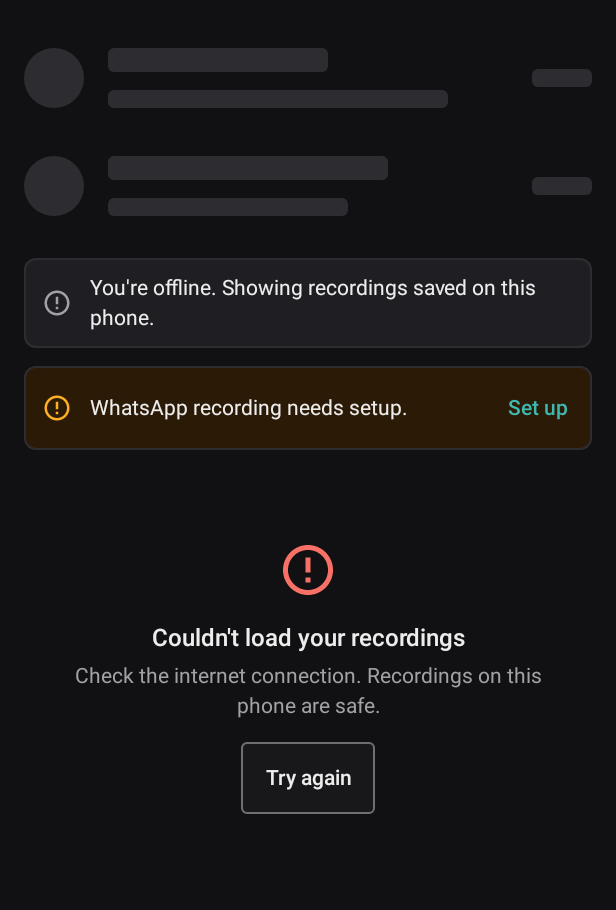 You're offline. Showing recordings saved on this
phone.
WhatsApp recording needs setup.
Set up
Couldn't load your recordings
Check the internet connection. Recordings on this
phone are safe.
Try again